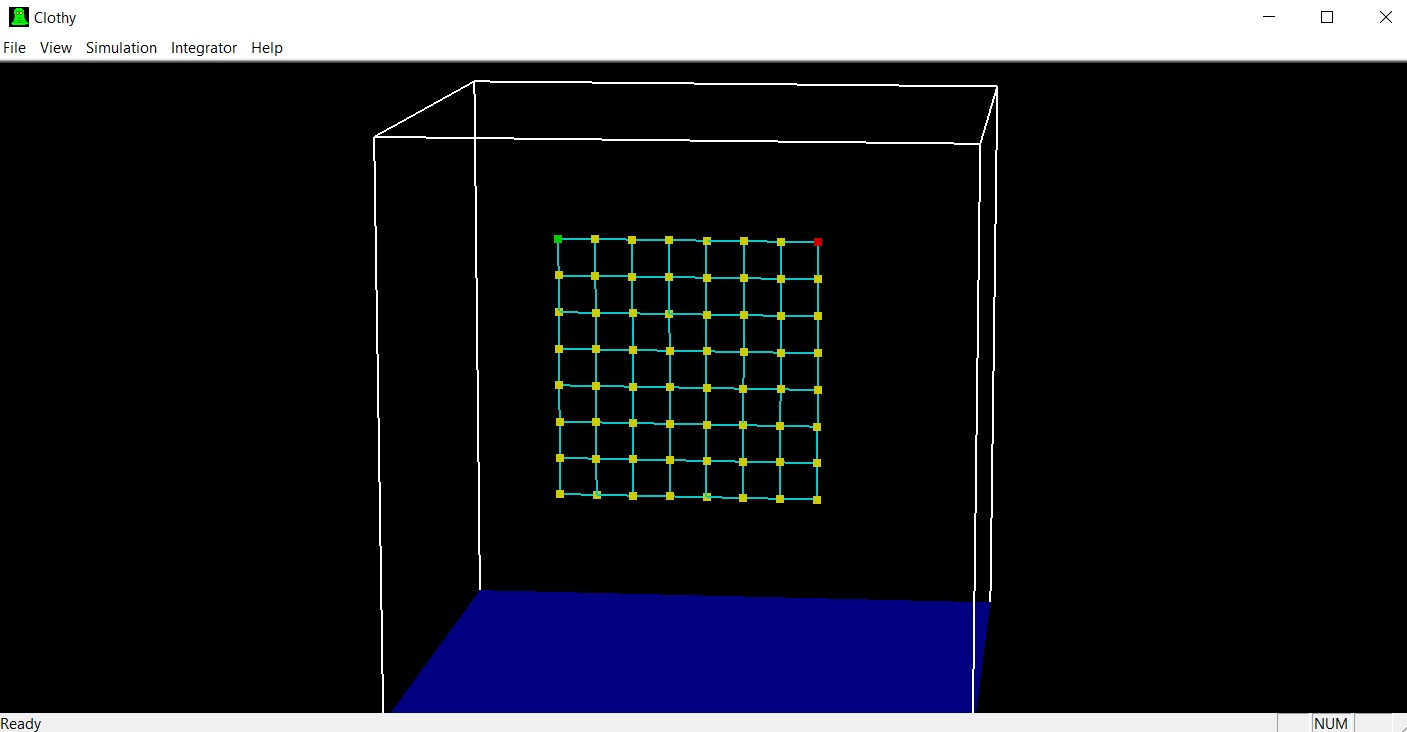 Clothy
File View Simulation Integrator Help
Ready NUM